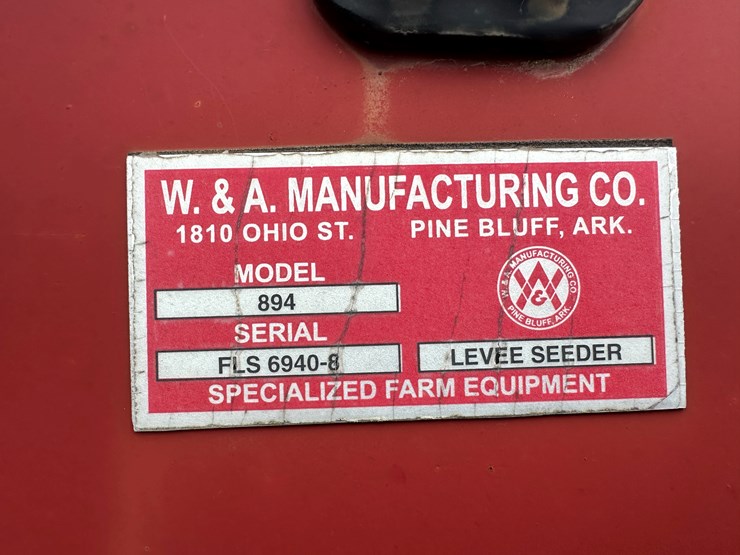 W. & A. MANUFACTURING CO.
1810 OHIO ST. PINE BLUFF, ARK.
MODEL
894
W. & A. MANUFACTURING CO.
W & A
PINE BLUFF, ARK.
SERIAL
FLS 6940-8
LEVEE SEEDER
SPECIALIZED FARM EQUIPMENT